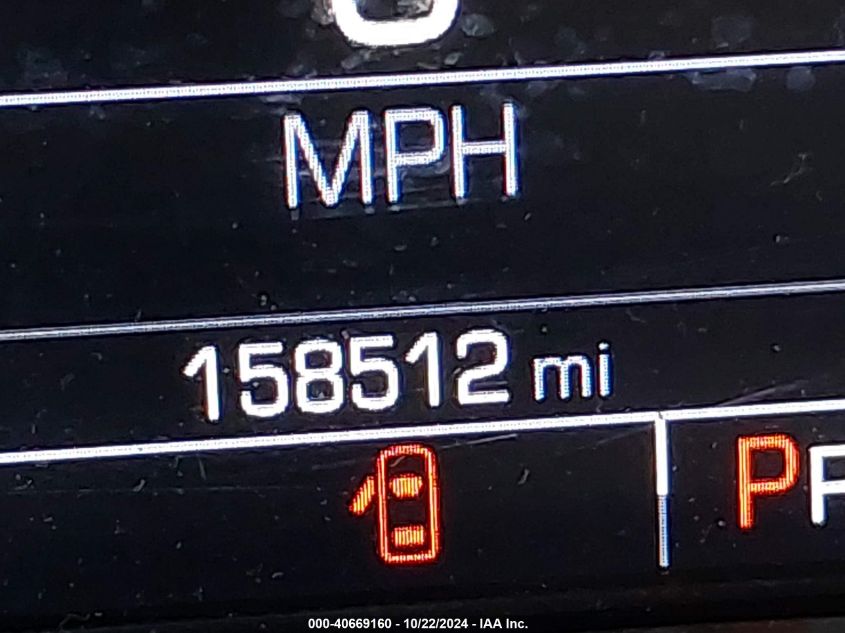 MPH
158512 mi
P
000-40669160 - 10/22/2024 - IAA Inc.